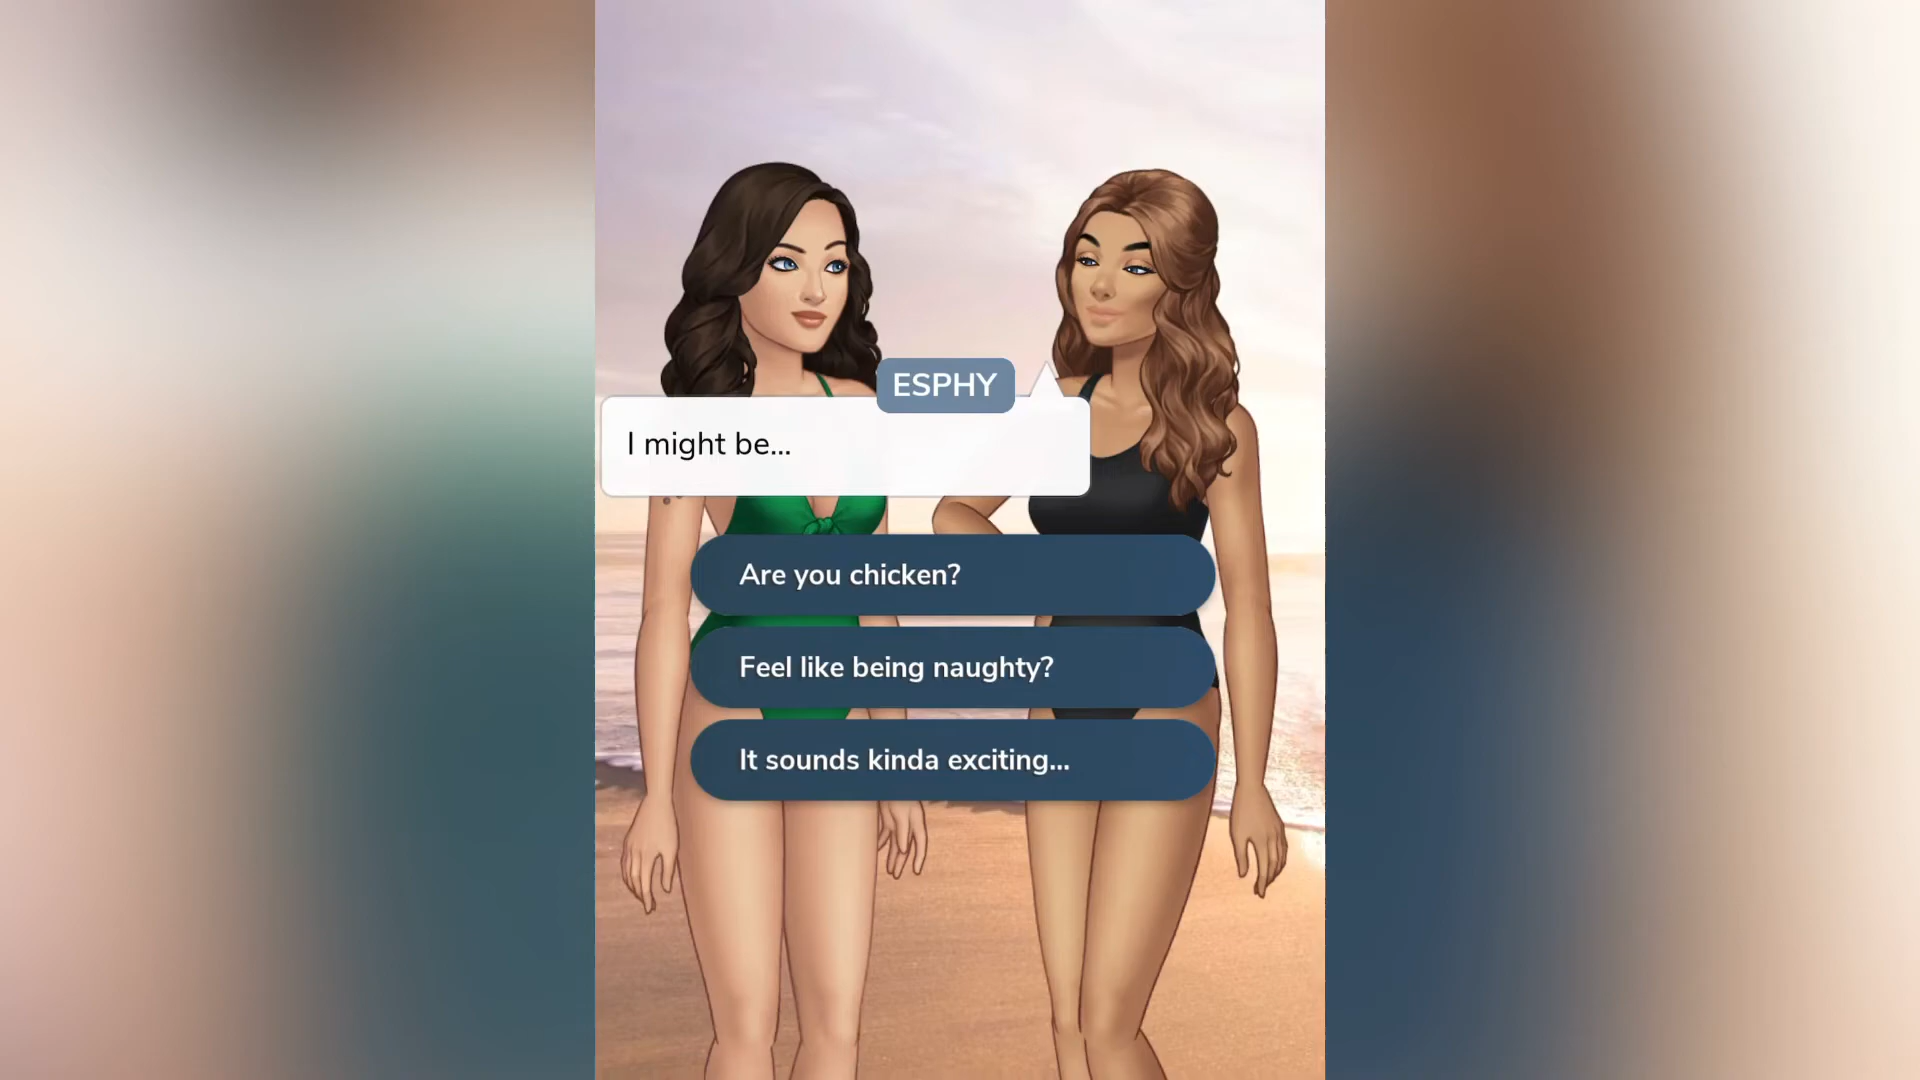 ESPHY
I might be...
Are you chicken?
Feel like being naughty?
It sounds kinda exciting...